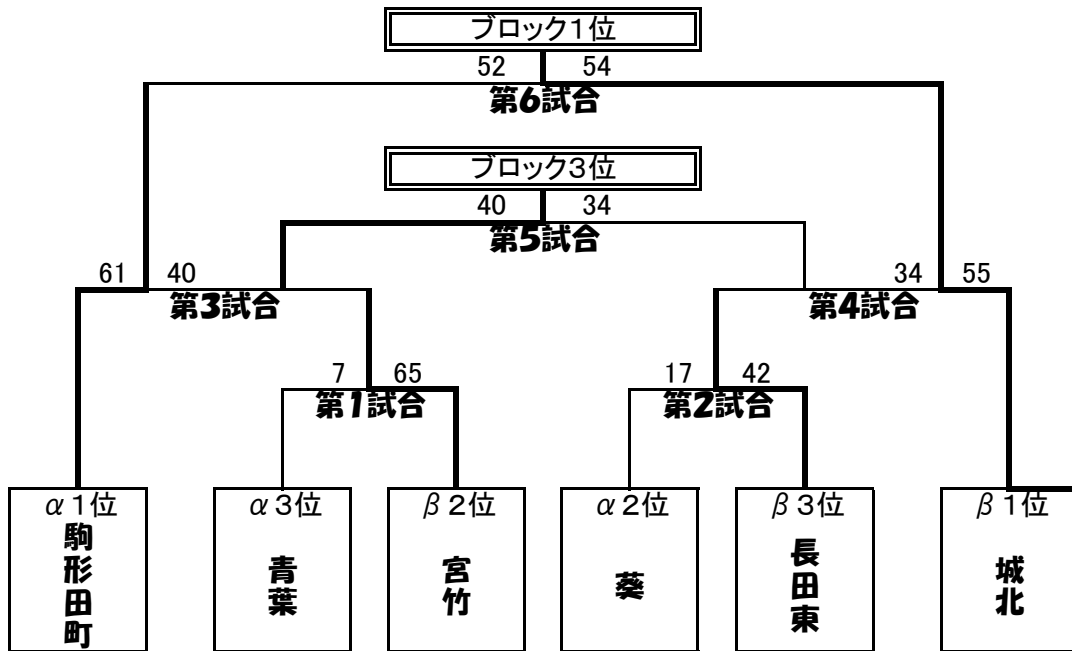 ブロック1位
52 54
第6試合
ブロック3位
40 34
第5試合
61 40 34 55
第3試合 第4試合
7 65 17 42
第1試合 第2試合
α1位 α3位 β2位 α2位 β3位 β1位
駒形田町 青葉 宮竹 葵 長田東 城北